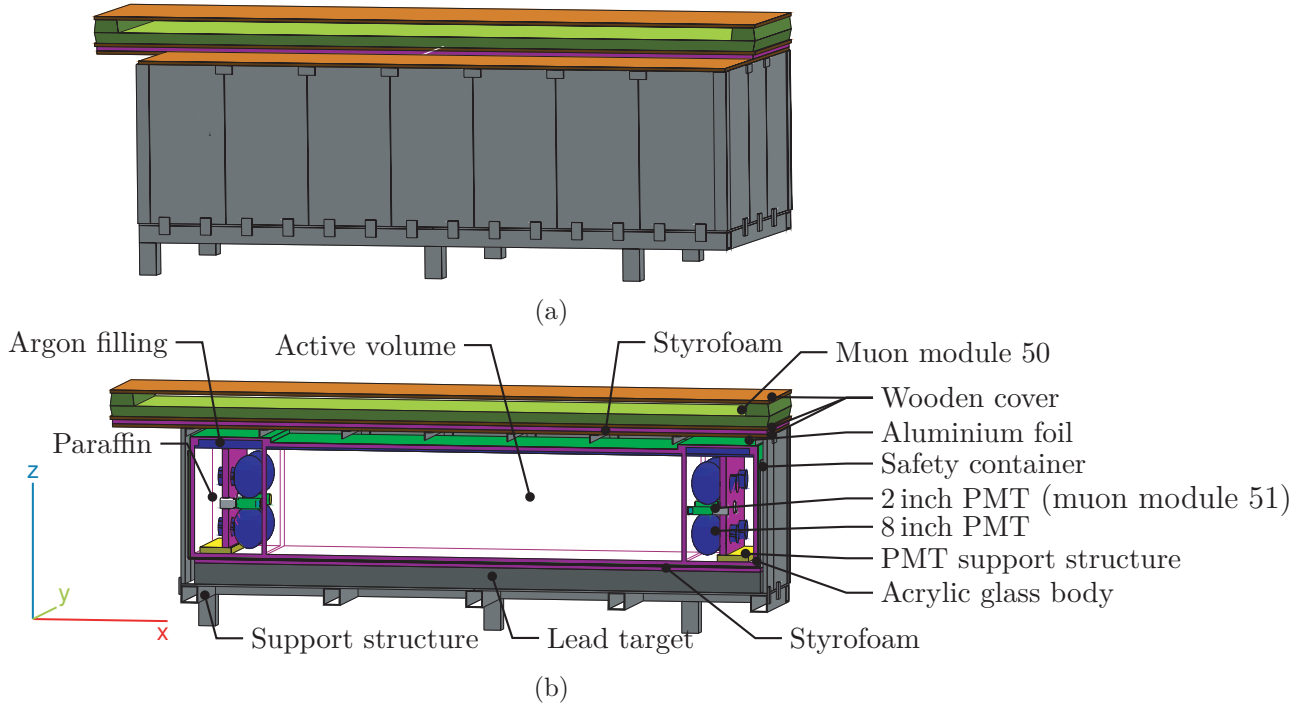 (a)
Argon filling
Active volume
Styrofoam
Muon module 50
Wooden cover
Paraffin
Aluminium foil
Safety container
z
2 inch PMT (muon module 51)
8 inch PMT
PMT support structure
y
Acrylic glass body
x
Support structure
Lead target
Styrofoam
(b)